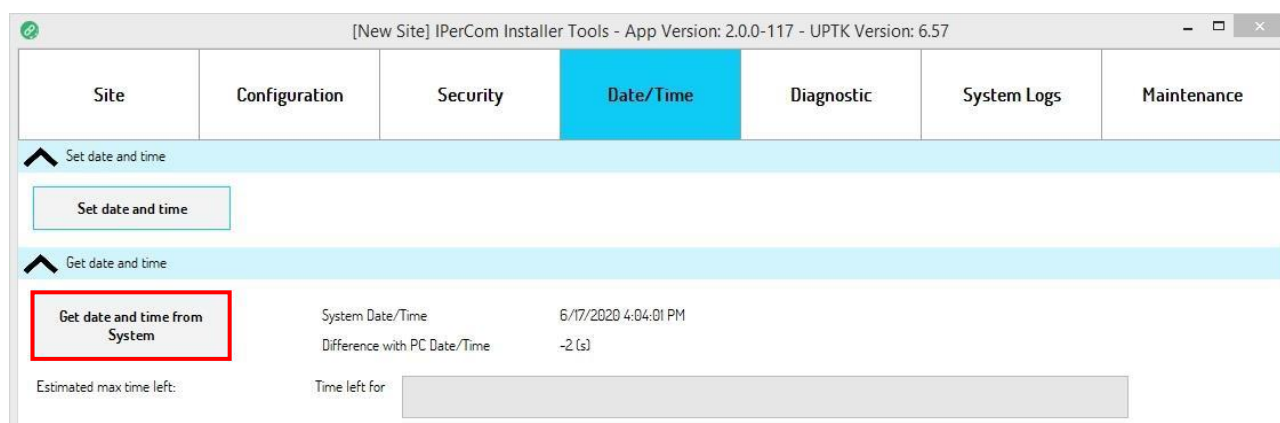 [New Site] IPerCom Installer Tools - App Version: 2.0.0-117 - UPTK Version: 6.57
Site Configuration Security Date/Time Diagnostic System Logs Maintenance
Set date and time
Set date and time
Get date and time
Get date and time from
System
System Date/Time 6/17/2020 4:04:01 PM
Difference with PC Date/Time -2 (s)
Estimated max time left: Time left for